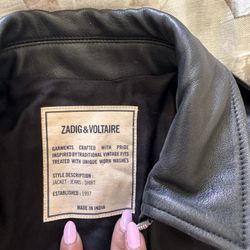 ZADIG&VOLTAIRE
GARMENTS CRAFTED WITH PRIDE
INSPIRED BY TRADITIONAL VINTAGE FITS
TREATED WITH UNIQUE WORN WASHES
STYLE DESCRIPTION :
JACKET : JEANS : SHIRT
ESTABLISHED : 1997
MADE IN INDIA